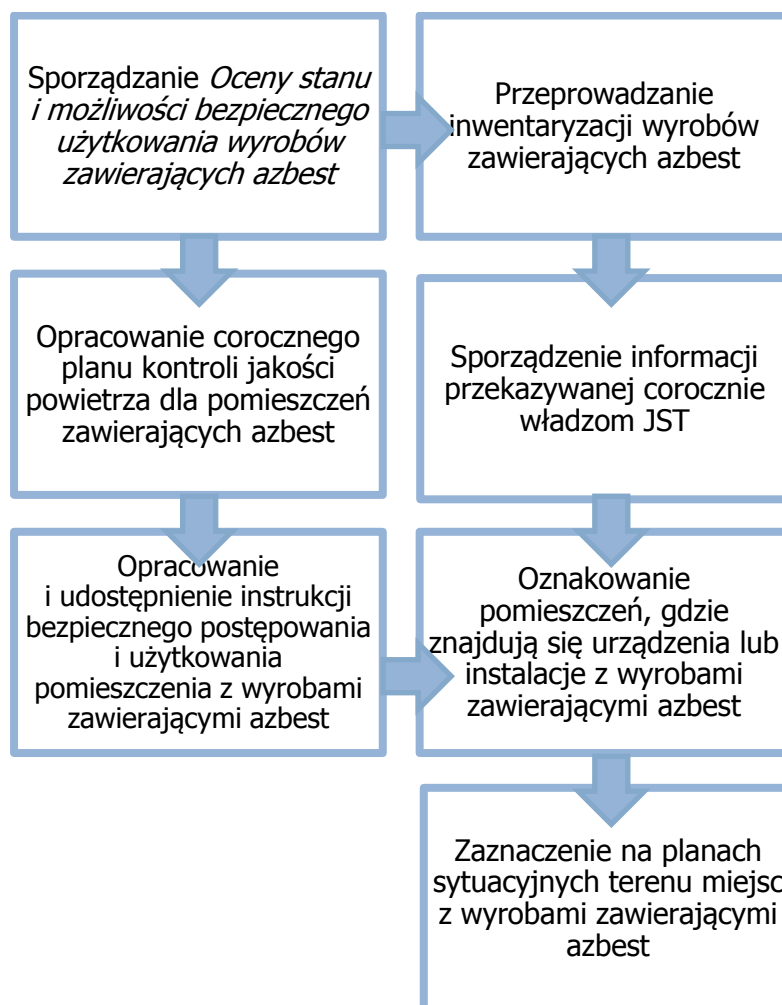 Sporządzanie Oceny stanu
i możliwości bezpiecznego
użytkowania wyrobów
zawierających azbest
Przeprowadzanie
inwentaryzacji wyrobów
zawierających azbest
Opracowanie corocznego
planu kontroli jakości
powietrza dla pomieszczeń
zawierających azbest
Sporządzenie informacji
przekazywanej corocznie
władzom JST
Opracowanie
i udostępnienie instrukcji
bezpiecznego postępowania
i użytkowania
pomieszczenia z wyrobami
zawierającymi azbest
Oznakowanie
pomieszczeń, gdzie
znajdują się urządzenia lub
instalacje z wyrobami
zawierającymi azbest
Zaznaczenie na planach
sytuacyjnych terenu miejsc
z wyrobami zawierającymi
azbest